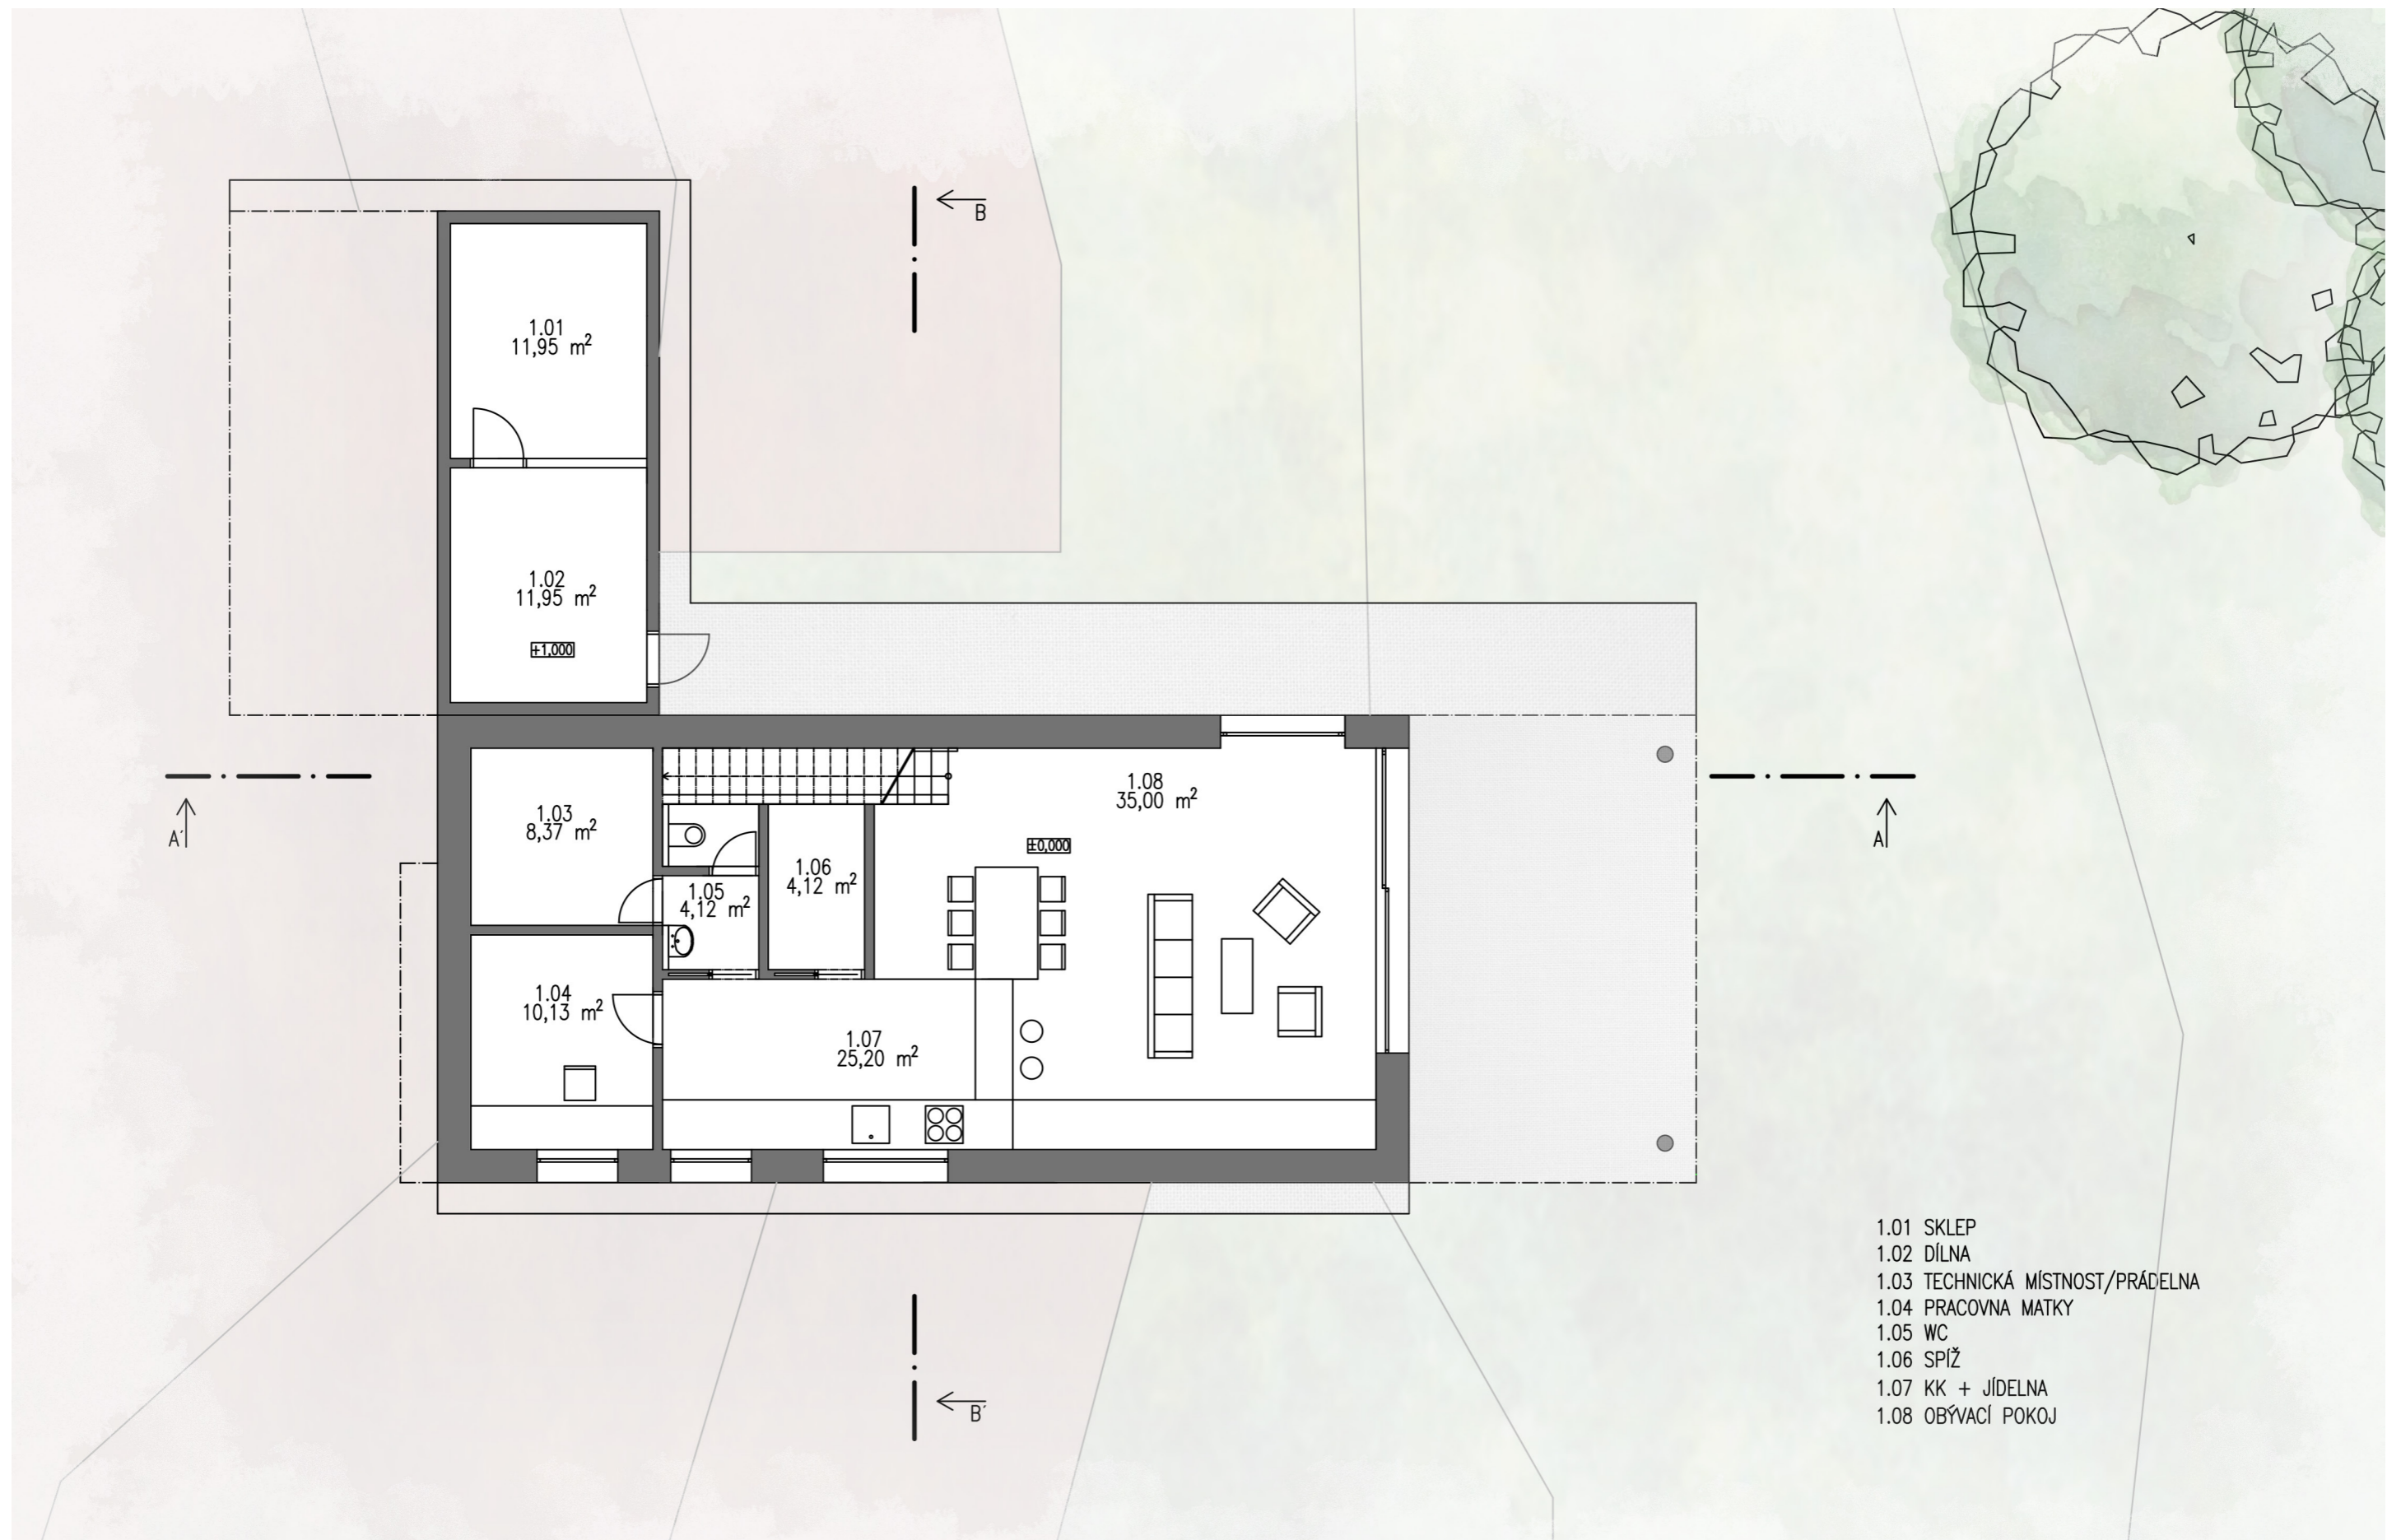 B
1.01
11,95 m²
1.02
11,95 m²
+1,000
1.03
8,37 m²
1.08
35,00 m²
±0,000
A´
A
1.06
4,12 m²
1.05
4,12 m²
1.04
10,13 m²
1.07
25,20 m²
B´
1.01 SKLEP
1.02 DÍLNA
1.03 TECHNICKÁ MÍSTNOST/PRÁDELNA
1.04 PRACOVNA MATKY
1.05 WC
1.06 SPÍŽ
1.07 KK + JÍDELNA
1.08 OBÝVACÍ POKOJ